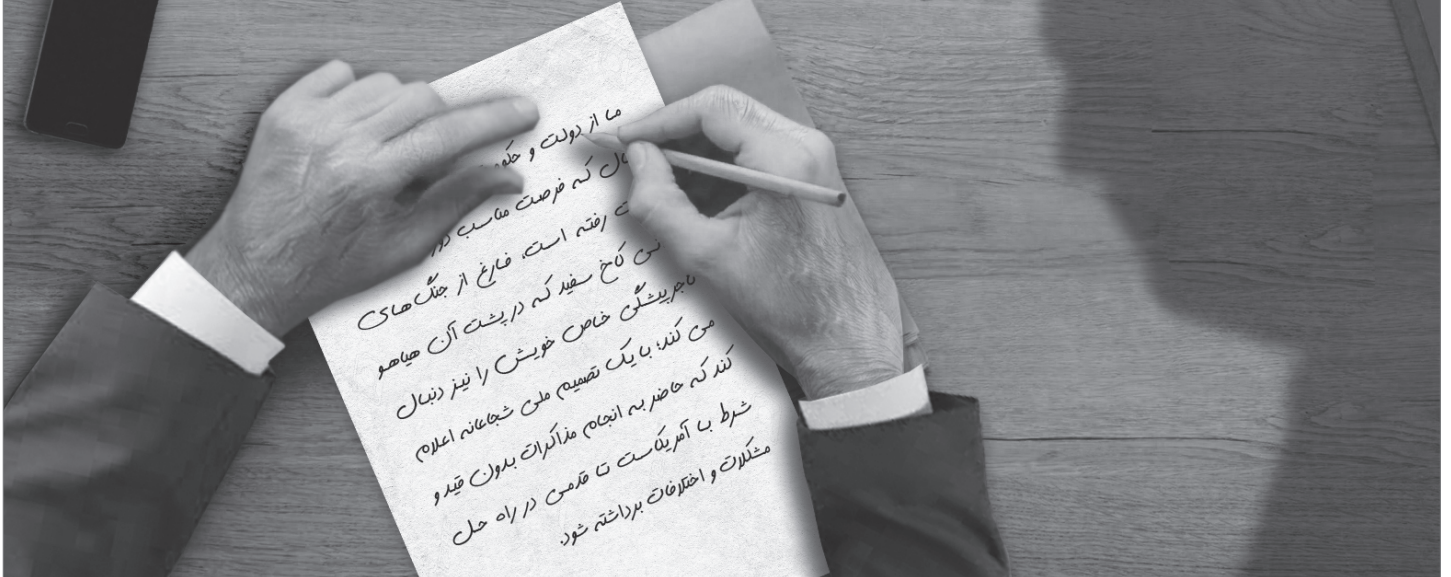 ما از دولت و
که فرصت مناسب
رفته است، فارغ از جنگ‌های
کاخ سفید که در پشت آن هیاهو
تاجرپیشگی خاص خویش را نیز دنبال
می کند؛ با یک تصمیم ملی شجاعانه اعلام
کند که حاضر به انجام مذاکرات بدون قید و
شرط با آمریکاست تا قدمی در راه حل
مشکلات و اختلافات برداشته شود.